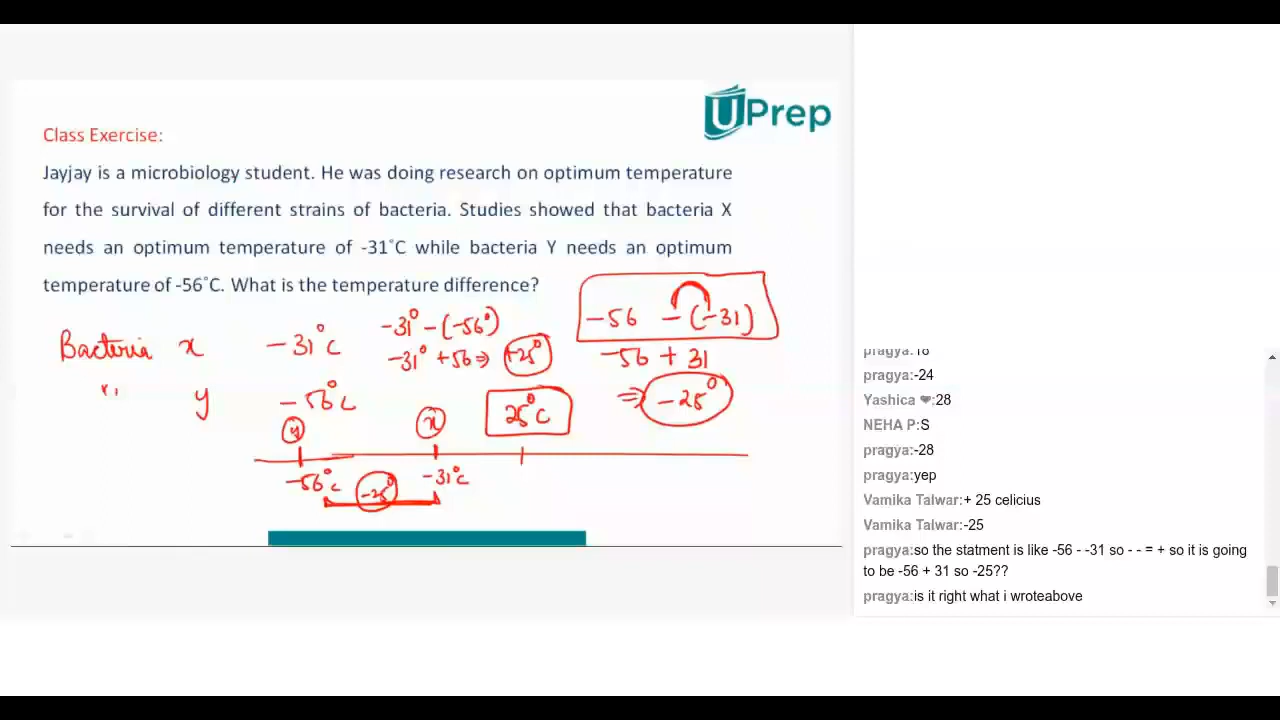 UPrep
Class Exercise:
Jayjay is a microbiology student. He was doing research on optimum temperature
for the survival of different strains of bacteria. Studies showed that bacteria X
needs an optimum temperature of -31°C while bacteria Y needs an optimum
temperature of -56°C. What is the temperature difference?
Bacteria x -31°C
-31° - (-56°)
-31° + 56 ⇒ +25°
-56 - (-31)
-56 + 31
⇒ -25°
" y -56°C
25°C
y x
-56°C -25° -31°C
pragya:-24
Yashica ❤:28
NEHA P:S
pragya:-28
pragya:yep
Vamika Talwar:+ 25 celicius
Vamika Talwar:-25
pragya:so the statment is like -56 - -31 so - - = + so it is going
to be -56 + 31 so -25??
pragya:is it right what i wroteabove